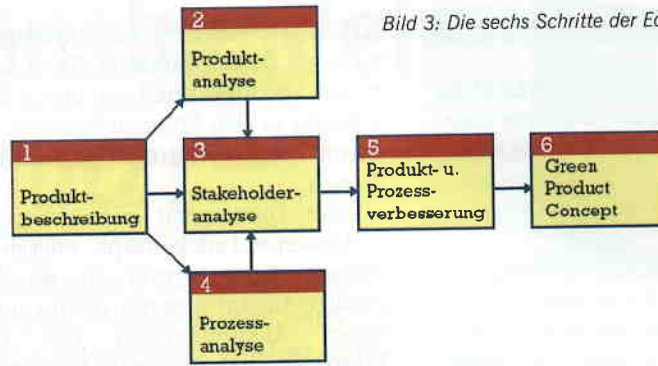 Bild 3: Die sechs Schritte der
2
Produkt-
analyse
1
Produkt-
beschreibung
3
Stakeholder-
analyse
4
Prozess-
analyse
5
Produkt- u.
Prozess-
verbesserung
6
Green
Product
Concept